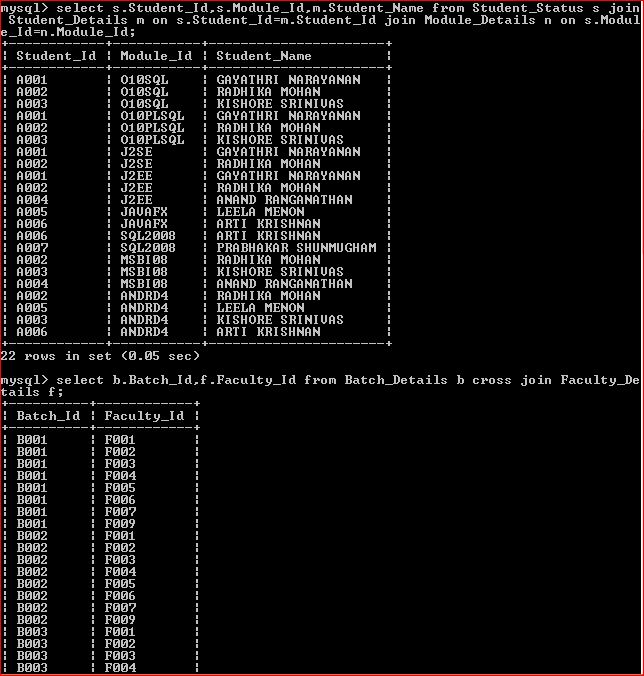 mysql> select s.Student_Id,s.Module_Id,m.Student_Name from Student_Status s join
 Student_Details m on s.Student_Id=m.Student_Id join Module_Details n on s.Modul
e_Id=n.Module_Id;
+------------+-----------+----------------------+
| Student_Id | Module_Id | Student_Name         |
+------------+-----------+----------------------+
| A001       | O10SQL    | GAYATHRI NARAYANAN   |
| A002       | O10SQL    | RADHIKA MOHAN        |
| A003       | O10SQL    | KISHORE SRINIVAS     |
| A001       | O10PLSQL  | GAYATHRI NARAYANAN   |
| A002       | O10PLSQL  | RADHIKA MOHAN        |
| A003       | O10PLSQL  | KISHORE SRINIVAS     |
| A001       | J2SE      | GAYATHRI NARAYANAN   |
| A002       | J2SE      | RADHIKA MOHAN        |
| A001       | J2EE      | GAYATHRI NARAYANAN   |
| A002       | J2EE      | RADHIKA MOHAN        |
| A004       | J2EE      | ANAND RANGANATHAN    |
| A005       | JAVAFX    | LEELA MENON          |
| A006       | JAVAFX    | ARTI KRISHNAN        |
| A006       | SQL2008   | ARTI KRISHNAN        |
| A007       | SQL2008   | PRABHAKAR SHUNMUGHAM |
| A002       | MSBI08    | RADHIKA MOHAN        |
| A003       | MSBI08    | KISHORE SRINIVAS     |
| A004       | MSBI08    | ANAND RANGANATHAN    |
| A002       | ANDRD4    | RADHIKA MOHAN        |
| A005       | ANDRD4    | LEELA MENON          |
| A003       | ANDRD4    | KISHORE SRINIVAS     |
| A006       | ANDRD4    | ARTI KRISHNAN        |
+------------+-----------+----------------------+
22 rows in set (0.05 sec)
mysql> select b.Batch_Id,f.Faculty_Id from Batch_Details b cross join Faculty_De
tails f;
+----------+------------+
| Batch_Id | Faculty_Id |
+----------+------------+
| B001     | F001       |
| B001     | F002       |
| B001     | F003       |
| B001     | F004       |
| B001     | F005       |
| B001     | F006       |
| B001     | F007       |
| B001     | F009       |
| B002     | F001       |
| B002     | F002       |
| B002     | F003       |
| B002     | F004       |
| B002     | F005       |
| B002     | F006       |
| B002     | F007       |
| B002     | F009       |
| B003     | F001       |
| B003     | F002       |
| B003     | F003       |
| B003     | F004       |